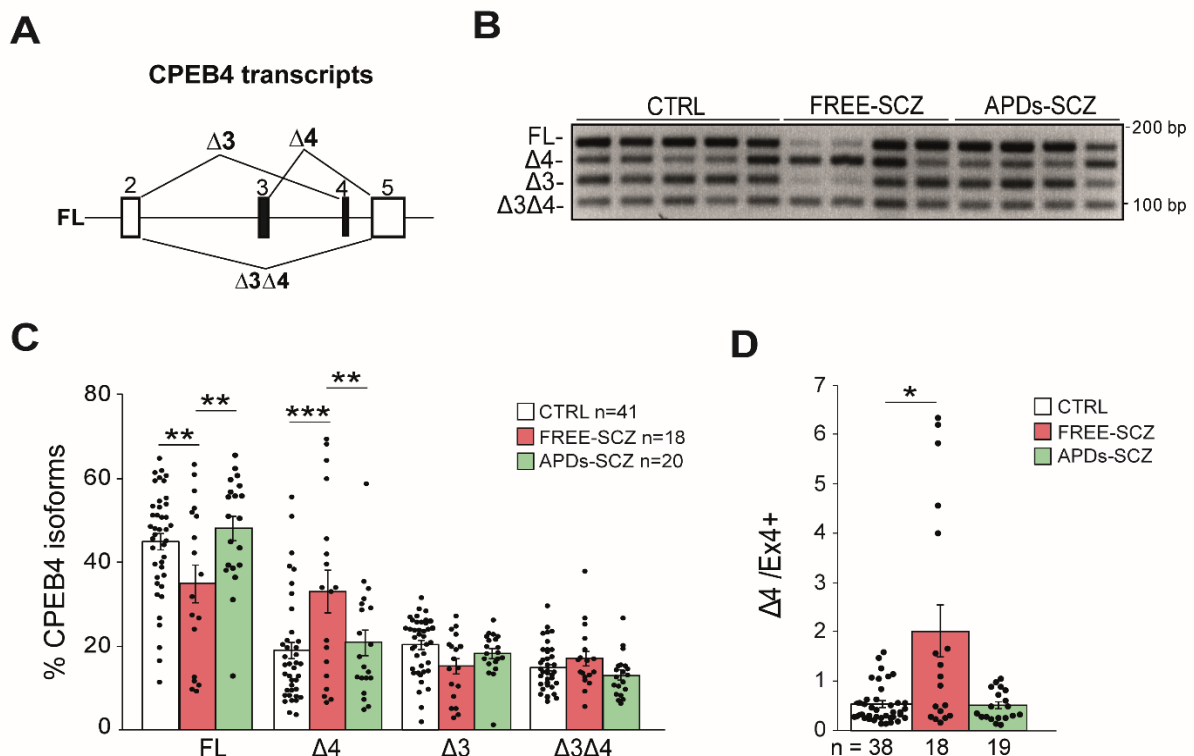 A
CPEB4 transcripts
Δ3
Δ4
2
3
4
5
FL
Δ3Δ4
B
CTRL
FREE-SCZ
APDs-SCZ
FL-
Δ4-
Δ3-
Δ3Δ4-
200 bp
100 bp
C
% CPEB4 isoforms
80
60
40
20
0
**
**
***
**
CTRL n=41
FREE-SCZ n=18
APDs-SCZ n=20
FL
Δ4
Δ3
Δ3Δ4
D
Δ4 /Ex4+
7
6
5
4
3
2
1
0
*
CTRL
FREE-SCZ
APDs-SCZ
n = 38
18
19